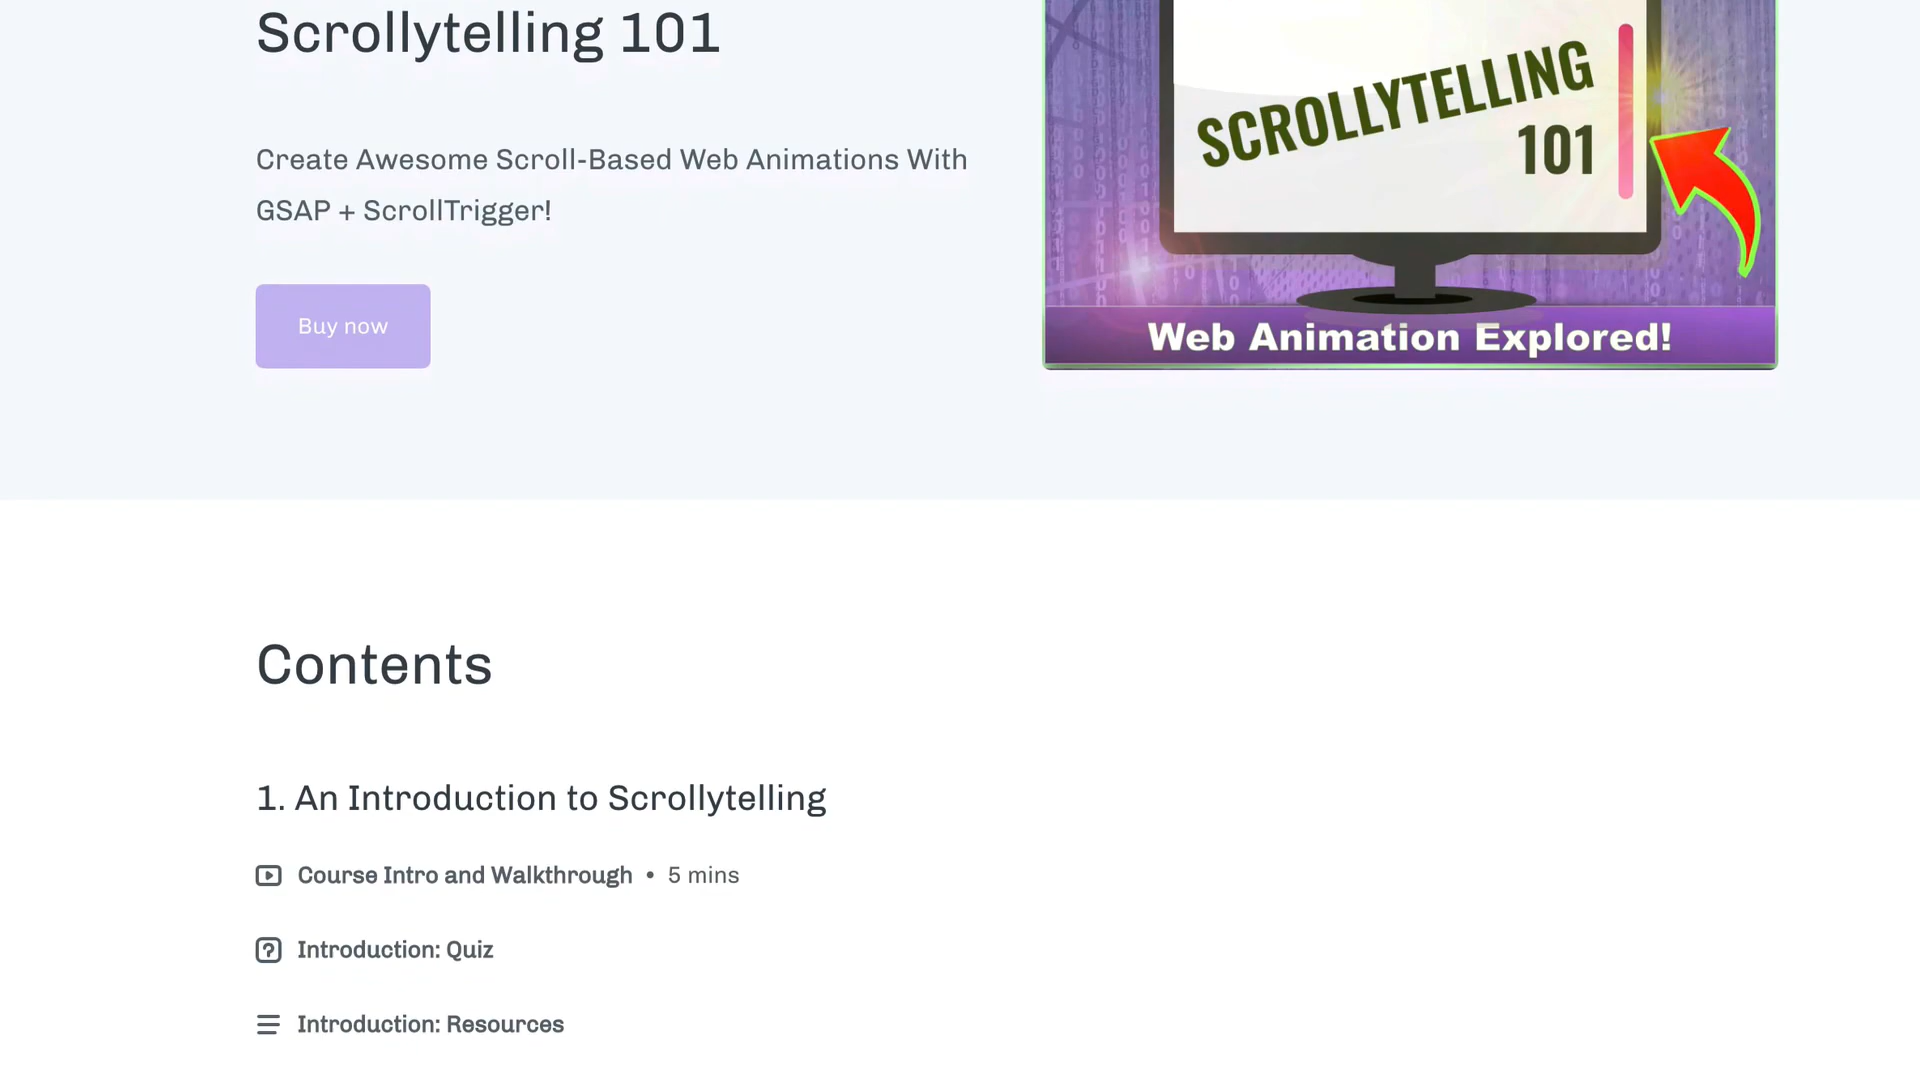 Scrollytelling 101
Create Awesome Scroll-Based Web Animations With
GSAP + ScrollTrigger!
Buy now
SCROLLYTELLING
101
Web Animation Explored!
Contents
1. An Introduction to Scrollytelling
Course Intro and Walkthrough • 5 mins
Introduction: Quiz
Introduction: Resources